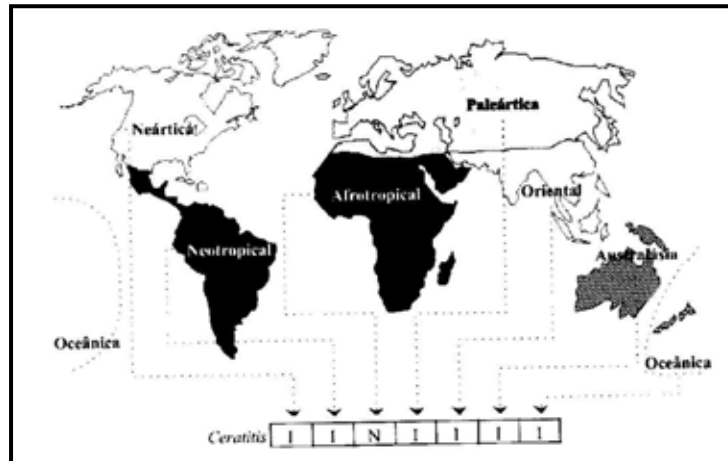 Neártica
Paleártica
Afrotropical
Oriental
Neotropical
Australásia
Oceânica
Oceânica
Ceratitis I I N I I I I